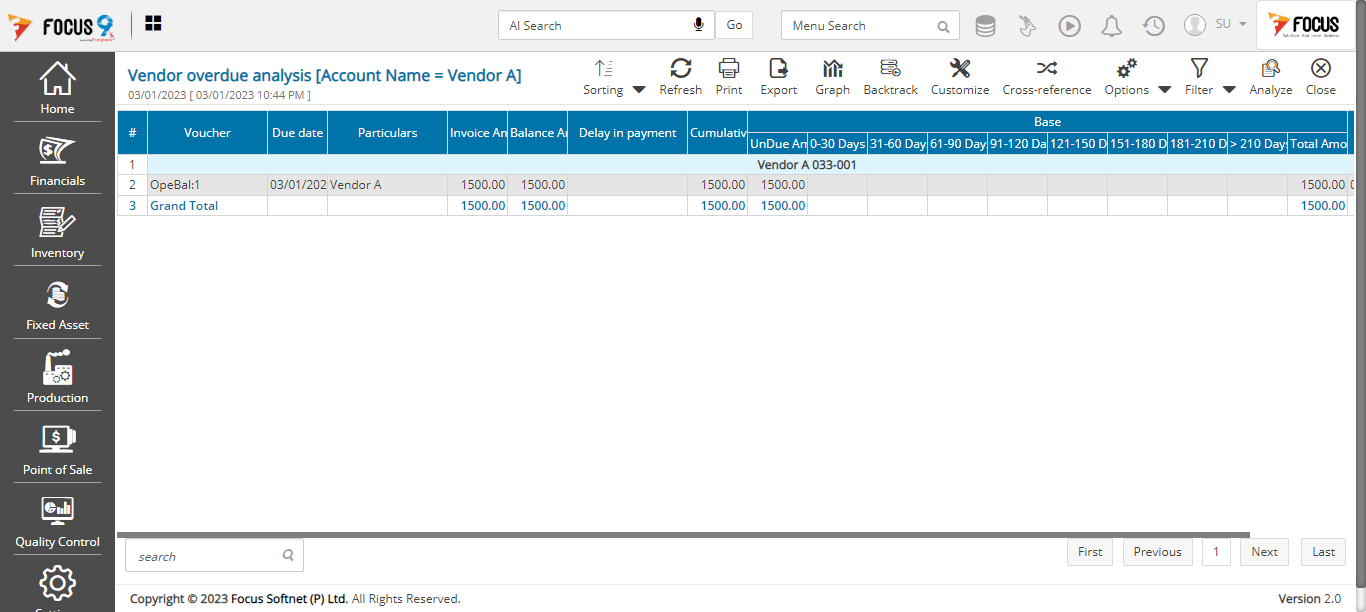 FOCUS 9
AI Search
Go
Menu Search
SU
FOCUS
Vendor overdue analysis [Account Name = Vendor A]
03/01/2023 [ 03/01/2023 10:44 PM ]
Sorting
Refresh
Print
Export
Graph
Backtrack
Customize
Cross-reference
Options
Filter
Analyze
Close
Home
Financials
Inventory
Fixed Asset
Production
Point of Sale
Quality Control
# Voucher Due date Particulars Invoice Am Balance Am Delay in payment Cumulativ Base
UnDue Am 0-30 Days 31-60 Day 61-90 Day 91-120 Da 121-150 D 151-180 D 181-210 D > 210 Day Total Amo
1 Vendor A 033-001
2 OpeBal:1 03/01/202 Vendor A 1500.00 1500.00 1500.00 1500.00 1500.00
3 Grand Total 1500.00 1500.00 1500.00 1500.00 1500.00
search
First
Previous
1
Next
Last
Copyright © 2023 Focus Softnet (P) Ltd. All Rights Reserved.
Version 2.0